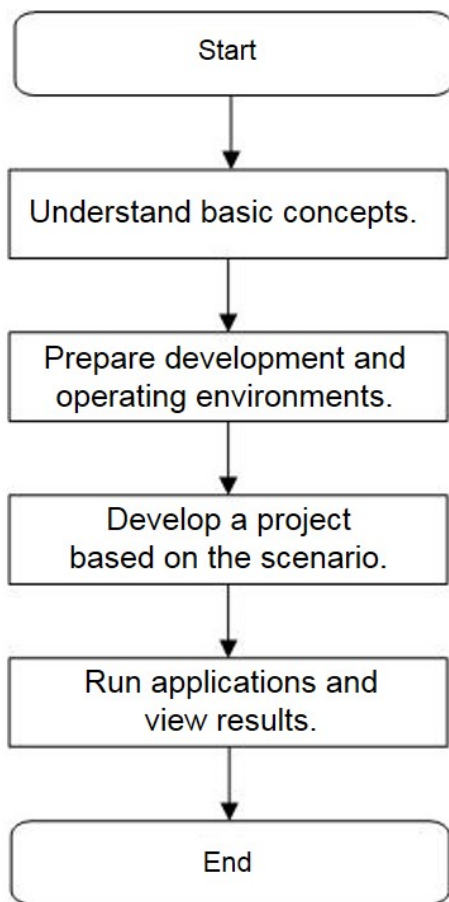 Start
Understand basic concepts.
Prepare development and
operating environments.
Develop a project
based on the scenario.
Run applications and
view results.
End